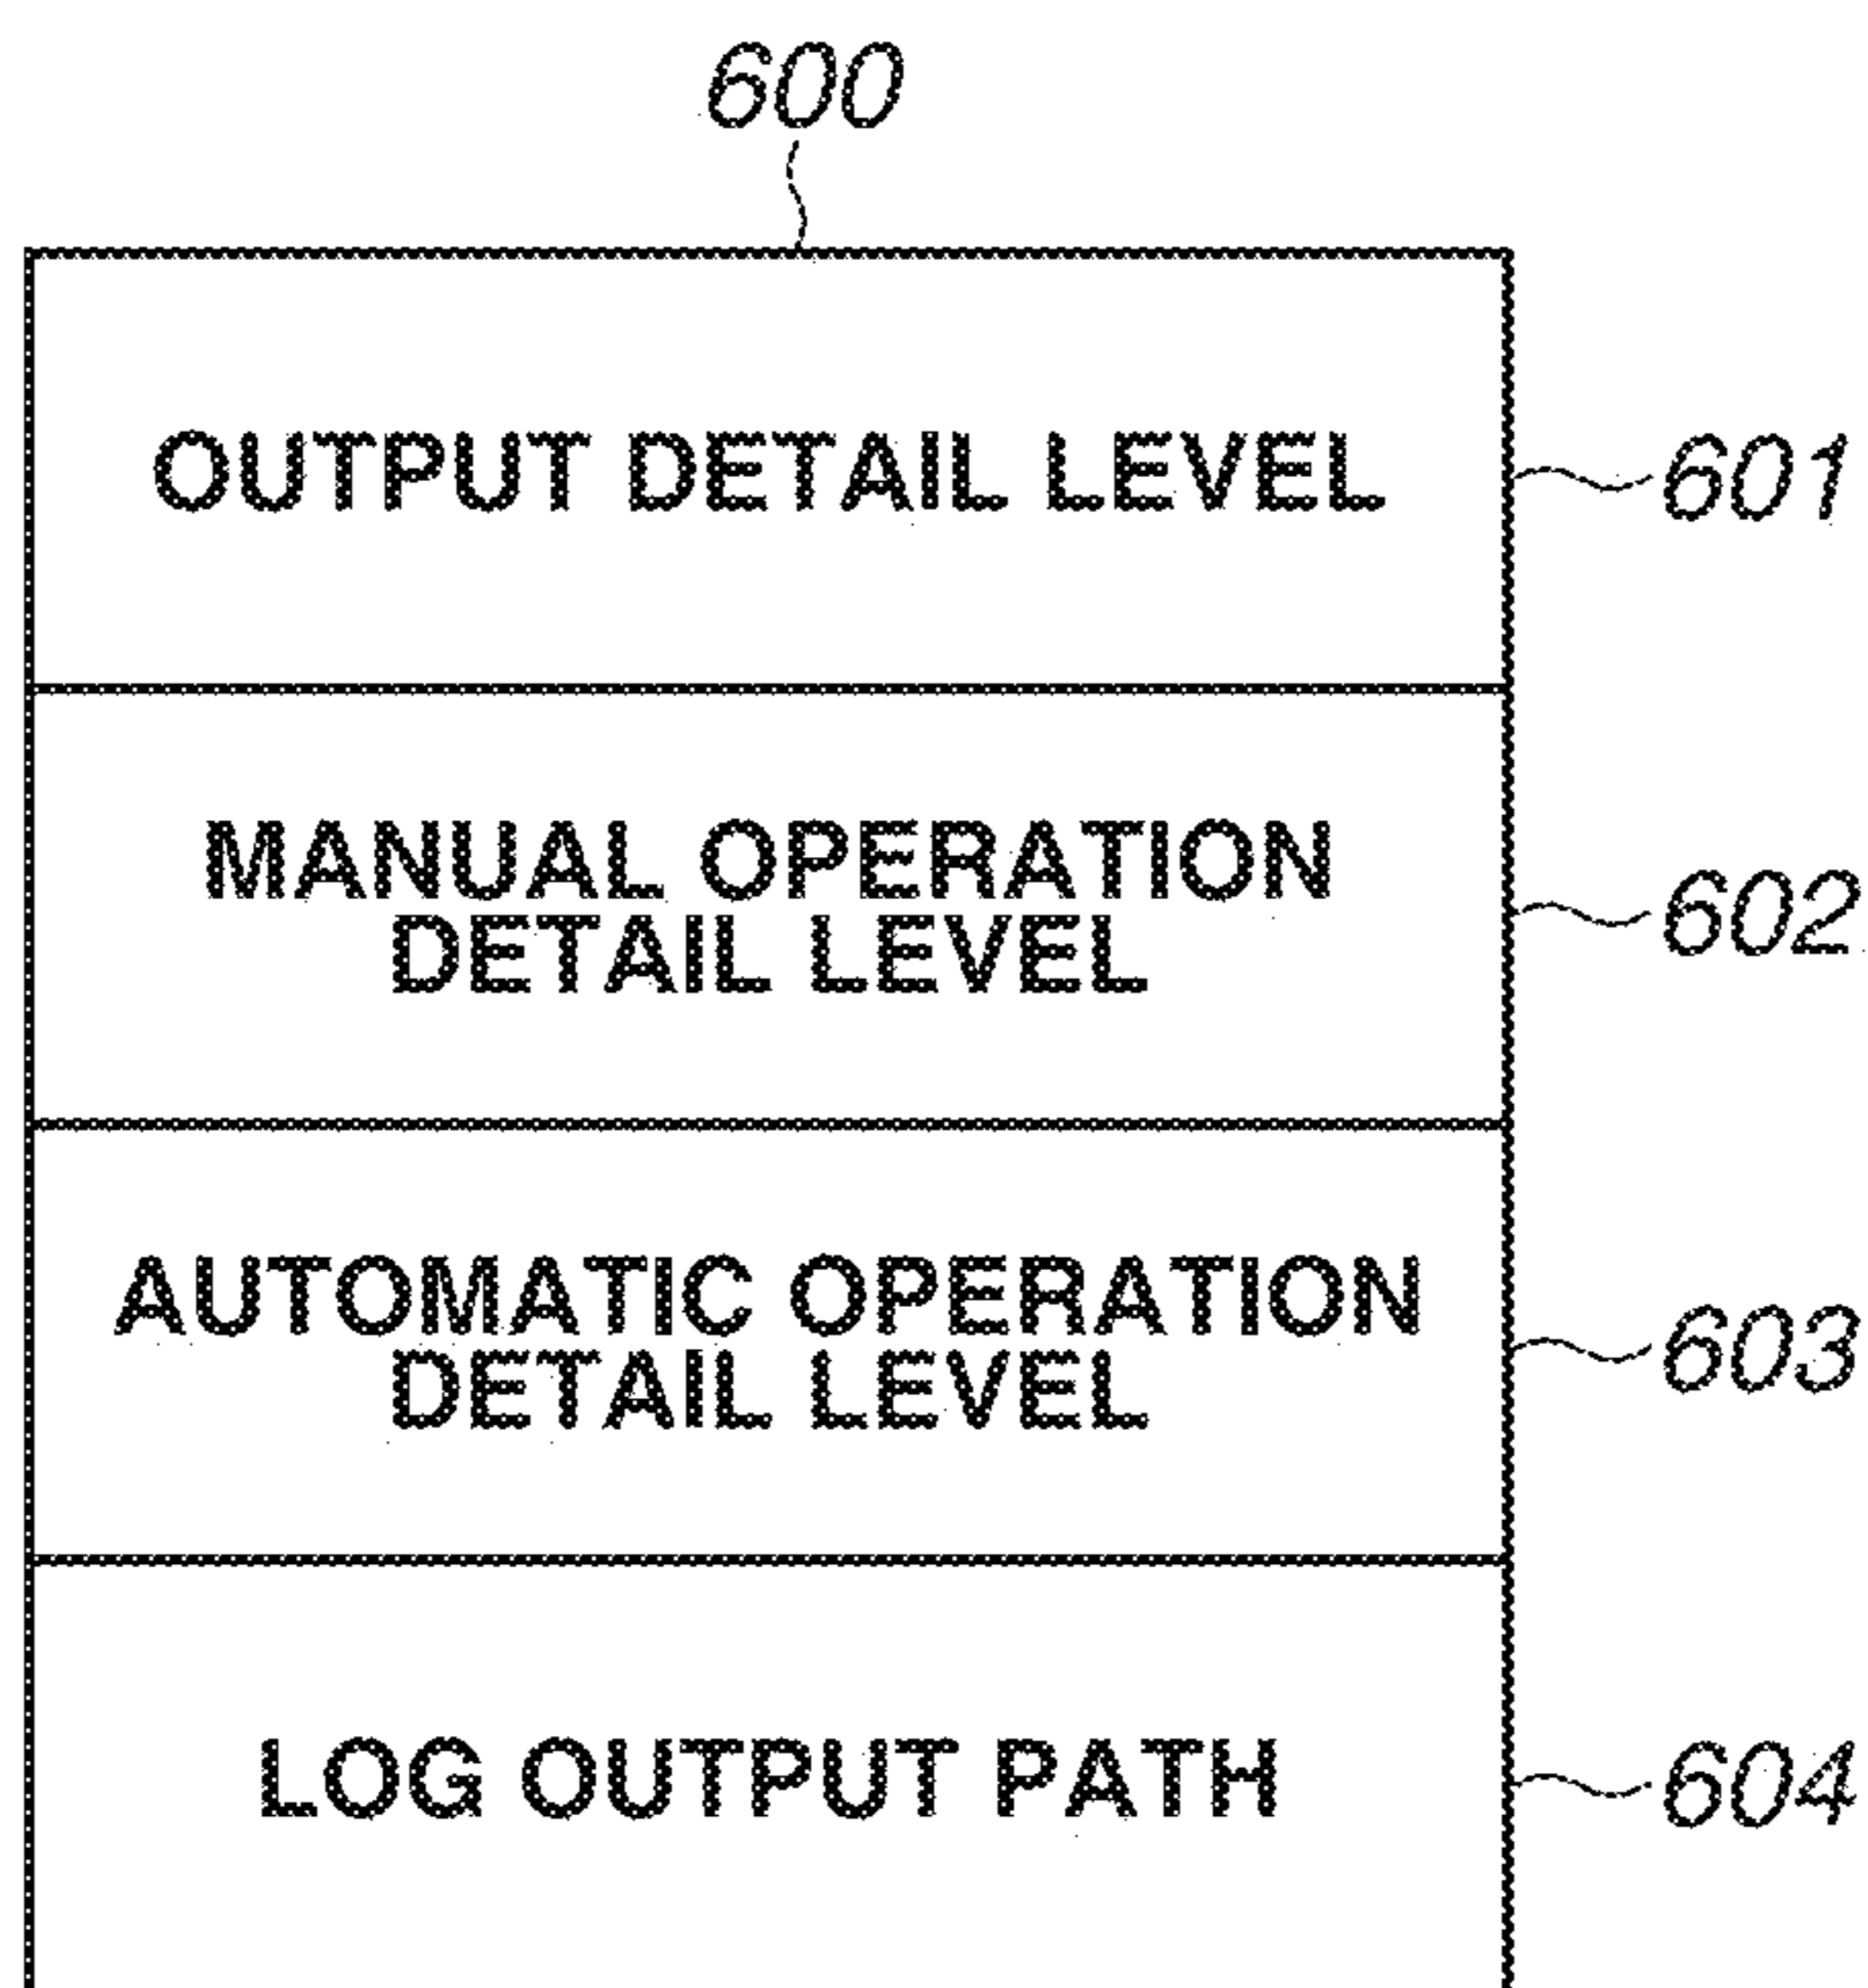 600
OUTPUT DETAIL LEVEL
601
MANUAL OPERATION
DETAIL LEVEL
602
AUTOMATIC OPERATION
DETAIL LEVEL
603
LOG OUTPUT PATH
604